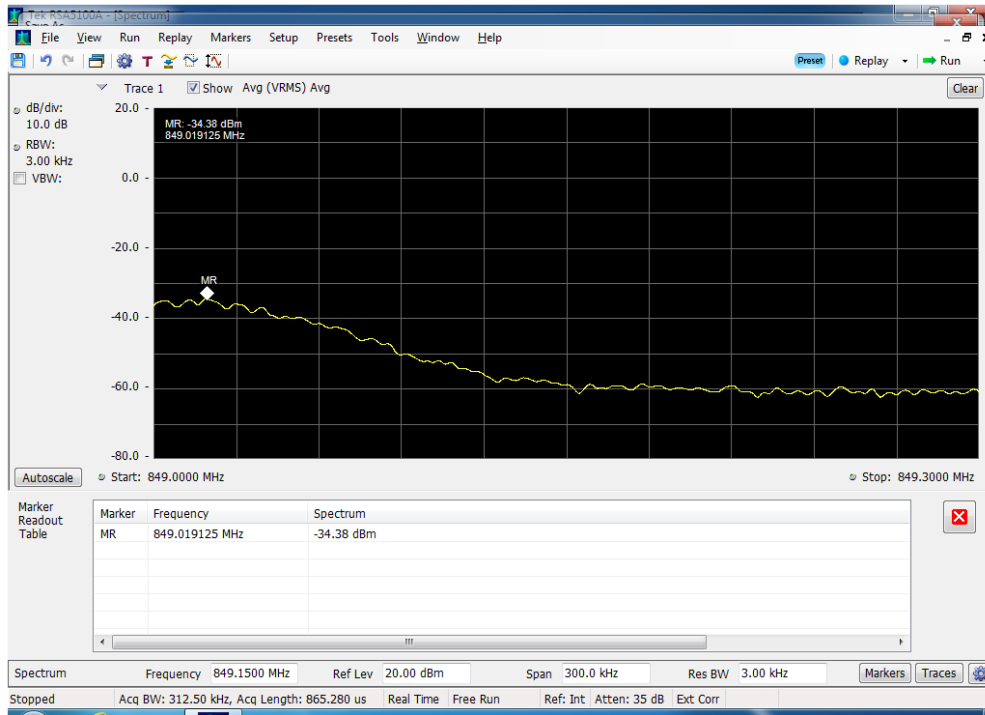 Tek RSA5100A - [Spectrum]
Save As
File View Run Replay Markers Setup Presets Tools Window Help
T Preset Replay Run
Trace 1 Show Avg (VRMS) Avg Clear
dB/div:
10.0 dB
RBW:
3.00 kHz
VBW:
20.0
MR: -34.38 dBm
849.019125 MHz
0.0
-20.0
MR
-40.0
-60.0
-80.0
Autoscale Start: 849.0000 MHz Stop: 849.3000 MHz
Marker
Readout
Table
Marker Frequency Spectrum
MR 849.019125 MHz -34.38 dBm
Spectrum Frequency 849.1500 MHz Ref Lev 20.00 dBm Span 300.0 kHz Res BW 3.00 kHz Markers Traces
Stopped Acq BW: 312.50 kHz, Acq Length: 865.280 us Real Time Free Run Ref: Int Atten: 35 dB Ext Corr